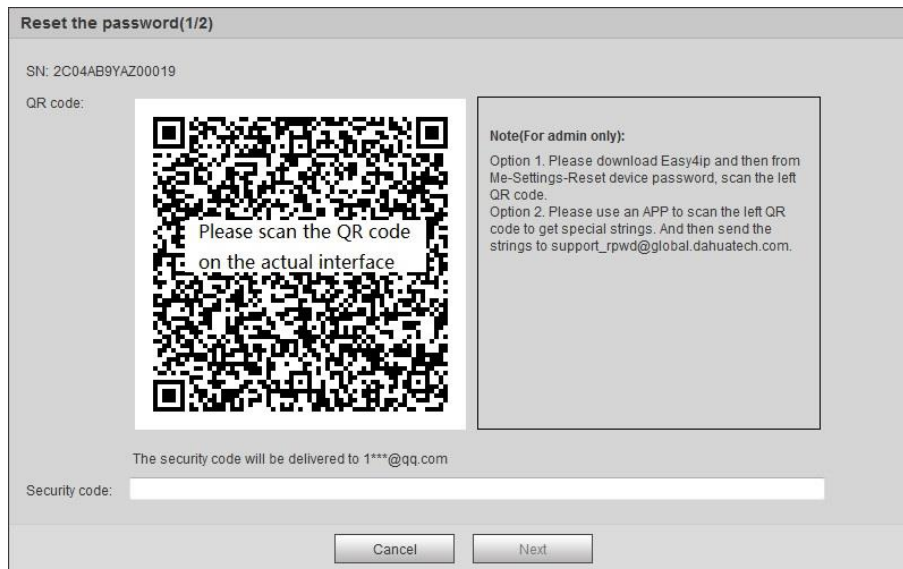 Reset the password(1/2)
SN: 2C04AB9YAZ00019
QR code:
Please scan the QR code
on the actual interface
Note(For admin only):
Option 1. Please download Easy4ip and then from
Me-Settings-Reset device password, scan the left
QR code.
Option 2. Please use an APP to scan the left QR
code to get special strings. And then send the
strings to support_rpwd@global.dahuatech.com.
The security code will be delivered to 1***@qq.com
Security code:
Cancel
Next